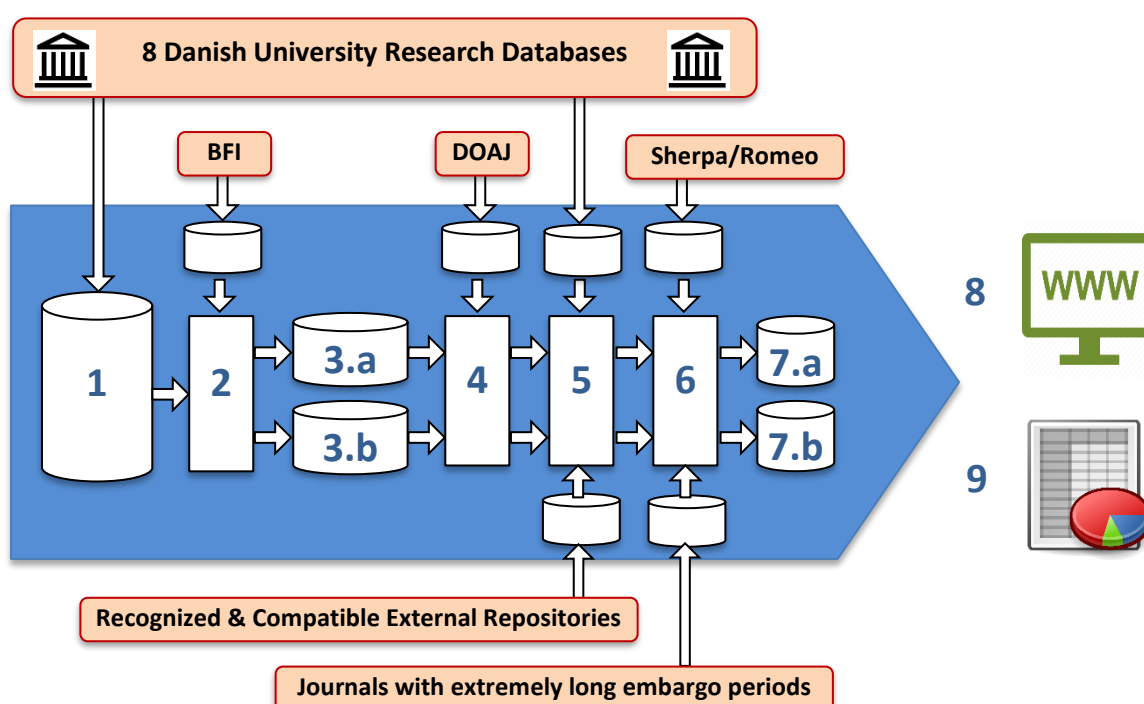 8 Danish University Research Databases
BFI
DOAJ
Sherpa/Romeo
8
WWW
1
2
3.a
4
5
6
7.a
3.b
7.b
9
Recognized & Compatible External Repositories
Journals with extremely long embargo periods